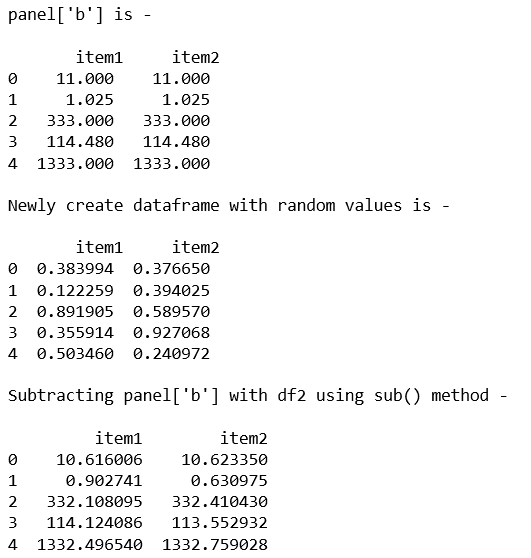 panel['b'] is -
item1 item2
0 11.000 11.000
1 1.025 1.025
2 333.000 333.000
3 114.480 114.480
4 1333.000 1333.000
Newly create dataframe with random values is -
item1 item2
0 0.383994 0.376650
1 0.122259 0.394025
2 0.891905 0.589570
3 0.355914 0.927068
4 0.503460 0.240972
Subtracting panel['b'] with df2 using sub() method -
item1 item2
0 10.616006 10.623350
1 0.902741 0.630975
2 332.108095 332.410430
3 114.124086 113.552932
4 1332.496540 1332.759028